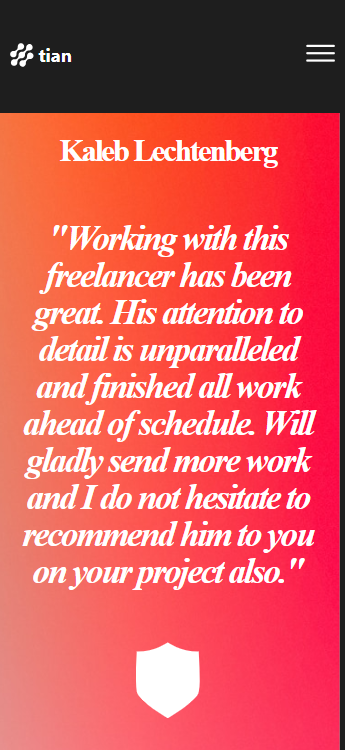 tian
Kaleb Lechtenberg
"Working with this
freelancer has been
great. His attention to
detail is unparalleled
and finished all work
ahead of schedule. Will
gladly send more work
and I do not hesitate to
recommend him to you
on your project also."